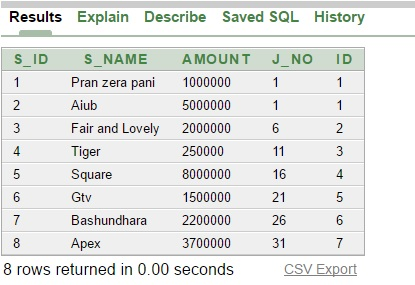 Results Explain Describe Saved SQL History
S_ID S_NAME AMOUNT J_NO ID
1 Pran zera pani 1000000 1 1
2 Aiub 5000000 1 1
3 Fair and Lovely 2000000 6 2
4 Tiger 250000 11 3
5 Square 8000000 16 4
6 Gtv 1500000 21 5
7 Bashundhara 2200000 26 6
8 Apex 3700000 31 7
8 rows returned in 0.00 seconds CSV Export